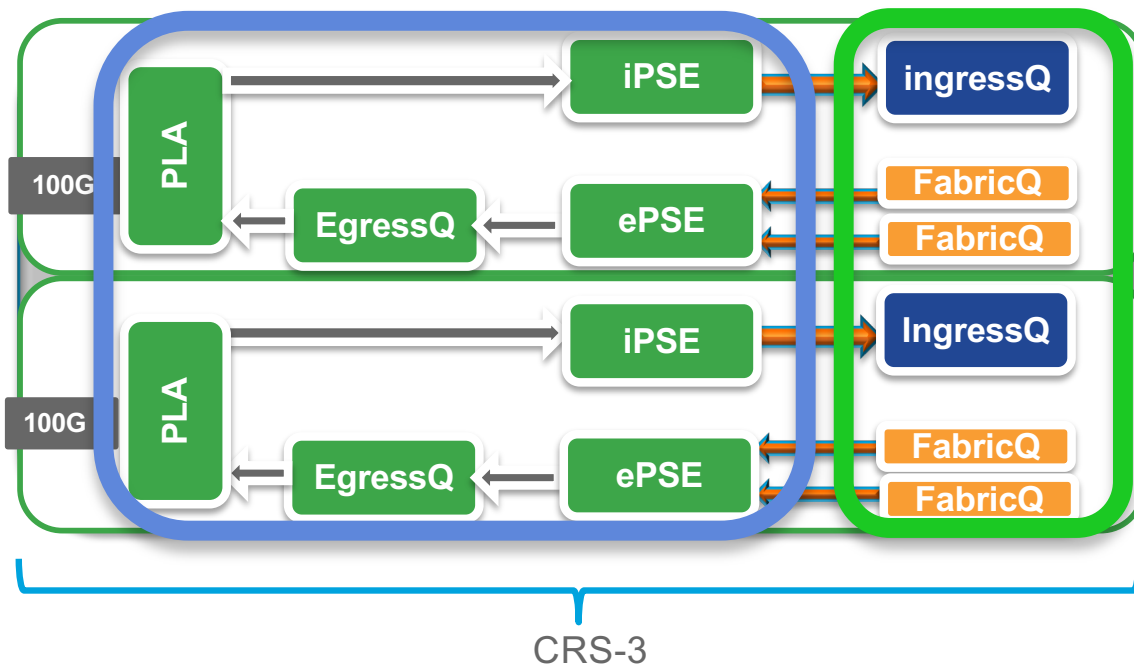 iPSE
ingressQ
PLA
100G
FabricQ
EgressQ
ePSE
FabricQ
iPSE
IngressQ
PLA
100G
FabricQ
EgressQ
ePSE
FabricQ
CRS-3